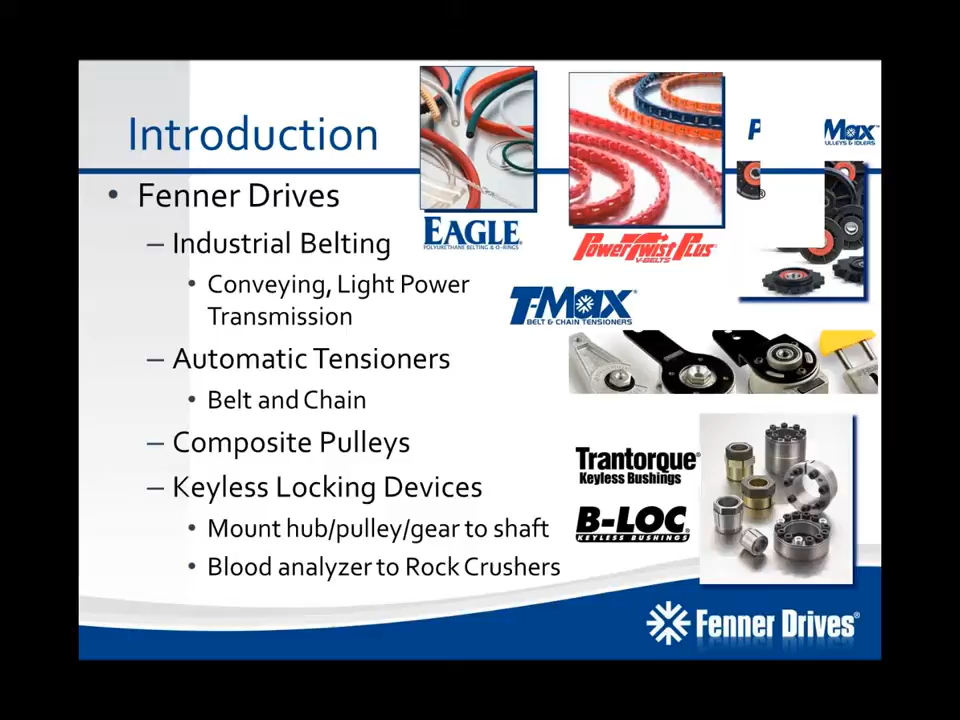 Introduction
• Fenner Drives
– Industrial Belting
• Conveying, Light Power
Transmission
– Automatic Tensioners
• Belt and Chain
– Composite Pulleys
– Keyless Locking Devices
• Mount hub/pulley/gear to shaft
• Blood analyzer to Rock Crushers
EAGLE®
POLYURETHANE BELTING & O-RINGS
POWERTWIST PLUS®
V-BELTS
P
MAX™
ULLEYS & IDLERS
®
T-MAX®
BELT & CHAIN TENSIONERS
Trantorque®
Keyless Bushings
B-LOC®
KEYLESS BUSHINGS
Fenner Drives®